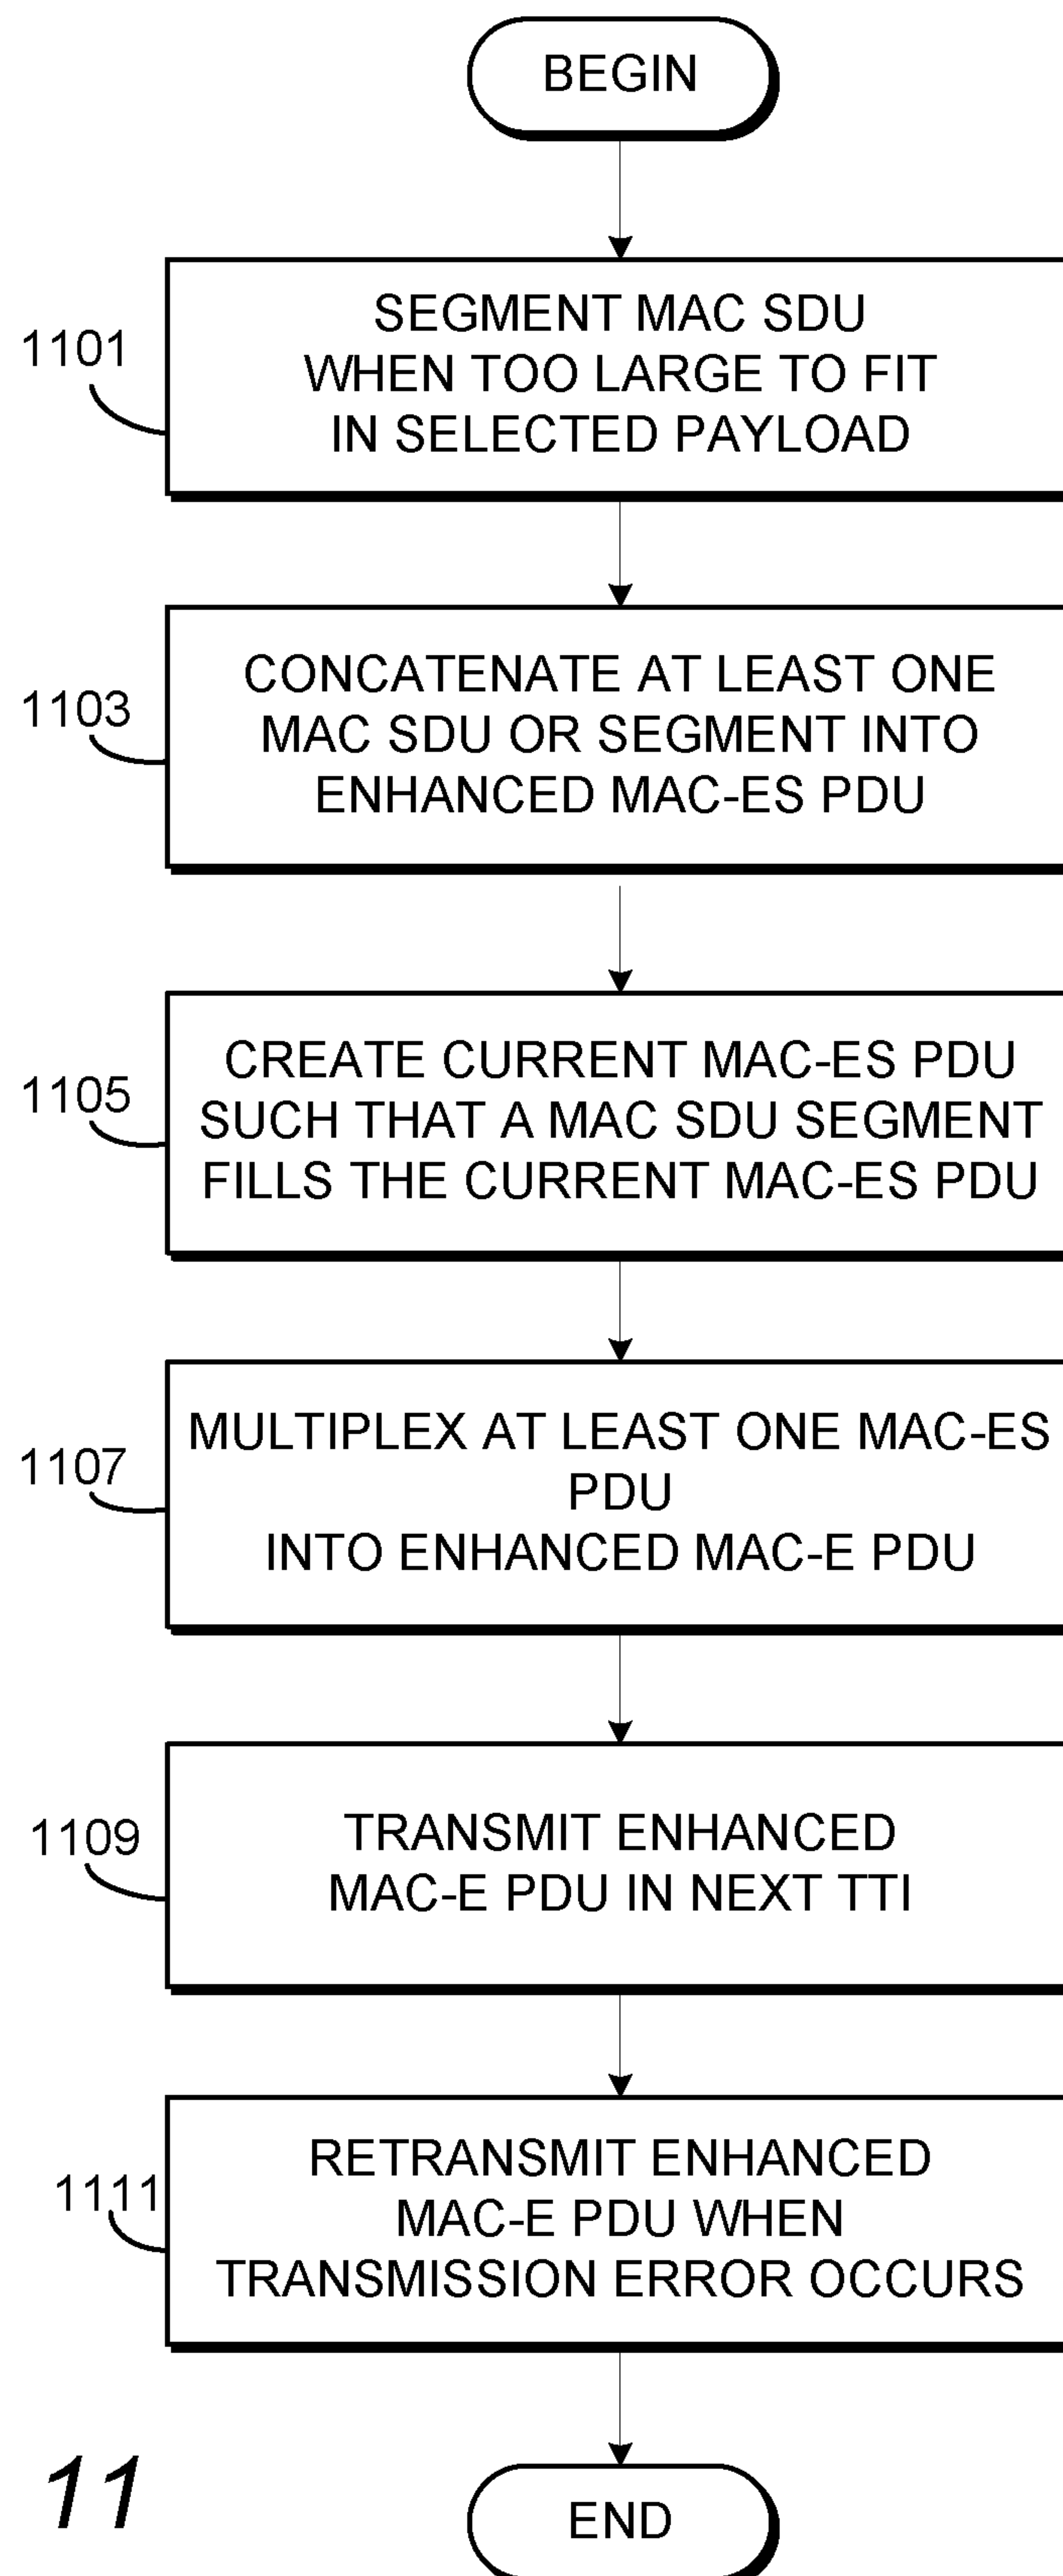 BEGIN
1101
SEGMENT MAC SDU
WHEN TOO LARGE TO FIT
IN SELECTED PAYLOAD
1103
CONCATENATE AT LEAST ONE
MAC SDU OR SEGMENT INTO
ENHANCED MAC-ES PDU
1105
CREATE CURRENT MAC-ES PDU
SUCH THAT A MAC SDU SEGMENT
FILLS THE CURRENT MAC-ES PDU
1107
MULTIPLEX AT LEAST ONE MAC-ES
PDU
INTO ENHANCED MAC-E PDU
1109
TRANSMIT ENHANCED
MAC-E PDU IN NEXT TTI
1111
RETRANSMIT ENHANCED
MAC-E PDU WHEN
TRANSMISSION ERROR OCCURS
11
END